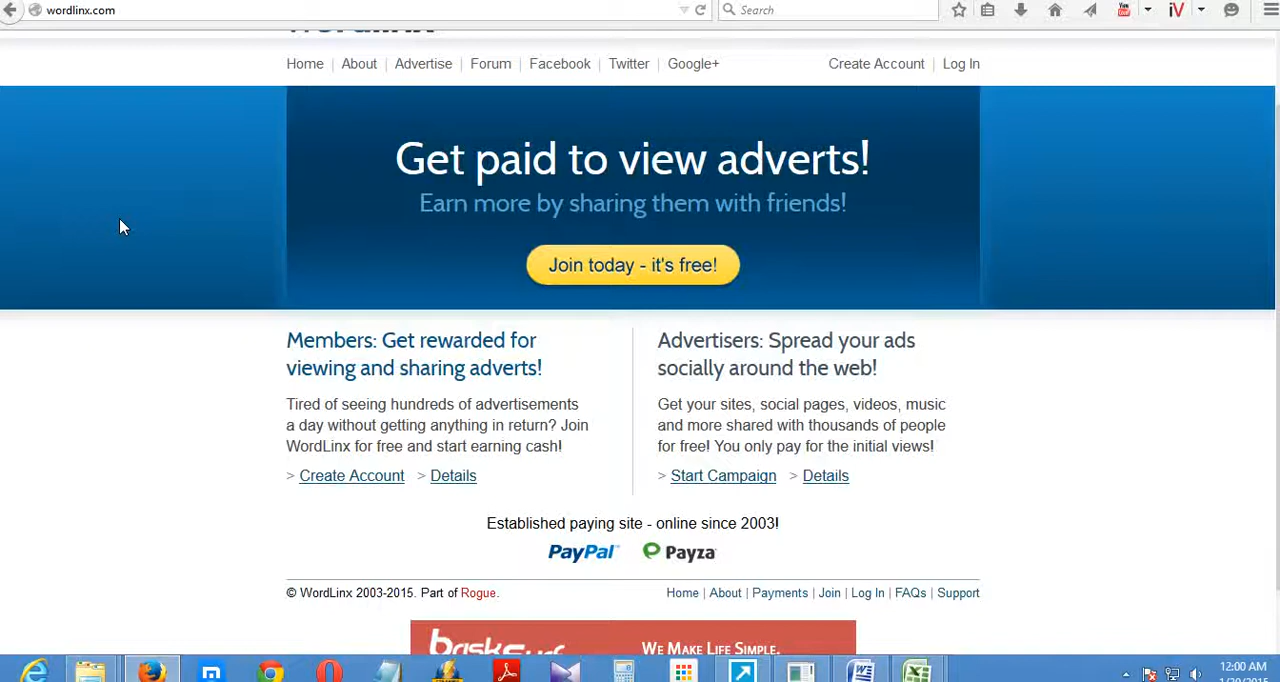 wordlinx.com
Search
Home | About | Advertise | Forum | Facebook | Twitter | Google+
Create Account | Log In
Get paid to view adverts!
Earn more by sharing them with friends!
Join today - it's free!
Members: Get rewarded for
viewing and sharing adverts!
Tired of seeing hundreds of advertisements
a day without getting anything in return? Join
WordLinx for free and start earning cash!
> Create Account > Details
Advertisers: Spread your ads
socially around the web!
Get your sites, social pages, videos, music
and more shared with thousands of people
for free! You only pay for the initial views!
> Start Campaign > Details
Established paying site - online since 2003!
PayPal Payza
© WordLinx 2003-2015. Part of Rogue.
Home | About | Payments | Join | Log In | FAQs | Support
We Make Life Simple.
12:00 AM